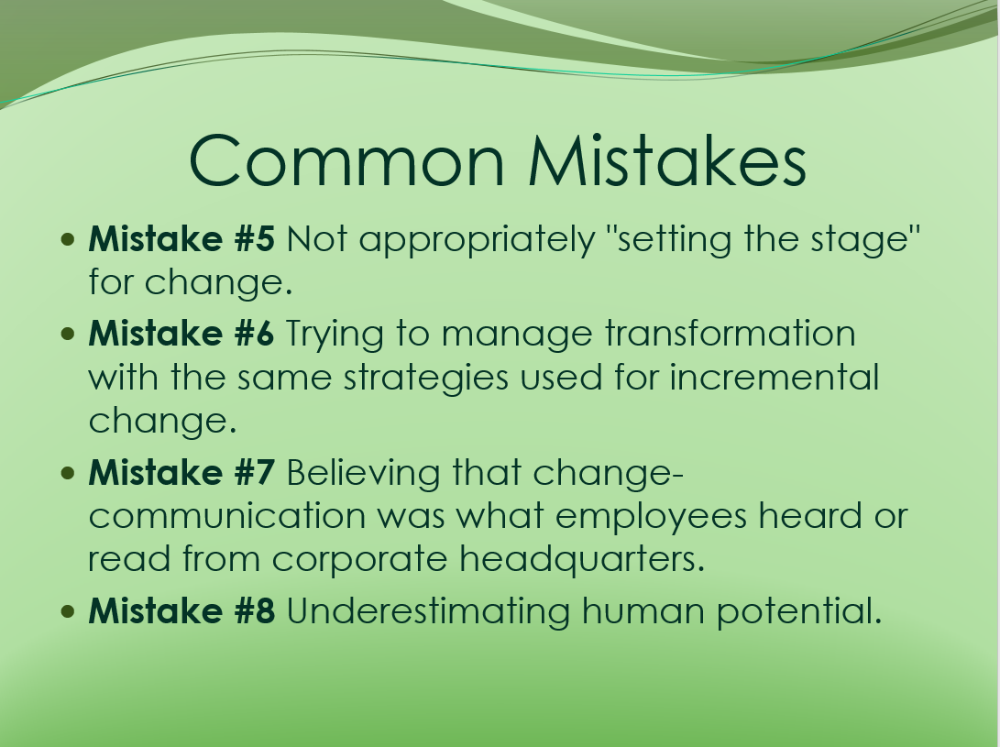 Common Mistakes
• Mistake #5 Not appropriately "setting the stage"
for change.
• Mistake #6 Trying to manage transformation
with the same strategies used for incremental
change.
• Mistake #7 Believing that change-
communication was what employees heard or
read from corporate headquarters.
• Mistake #8 Underestimating human potential.